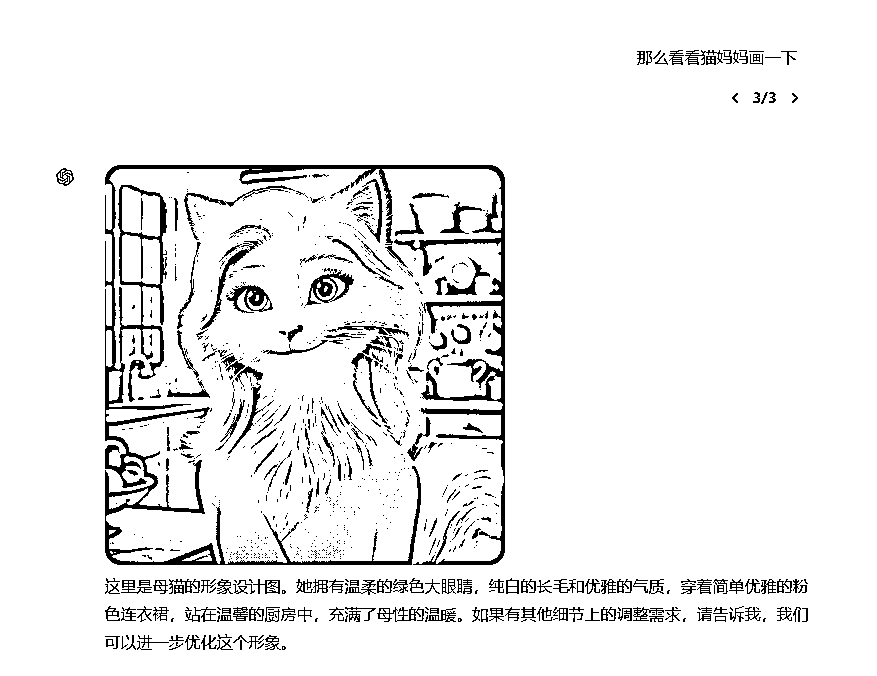 那么看看猫妈妈画一下
3/3
这里是母猫的形象设计图。她拥有温柔的绿色大眼睛，纯白的长毛和优雅的气质，穿着简单优雅的粉
色连衣裙，站在温馨的厨房中，充满了母性的温暖。如果有其他细节上的调整需求，请告诉我，我们
可以进一步优化这个形象。